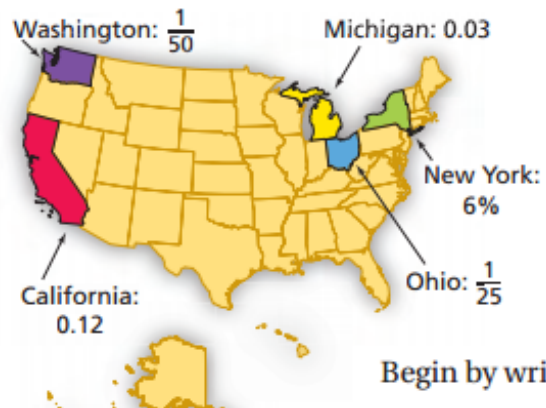 Washington: 1/50
Michigan: 0.03
New York:
6%
Ohio: 1/25
California:
0.12
Begin by wri